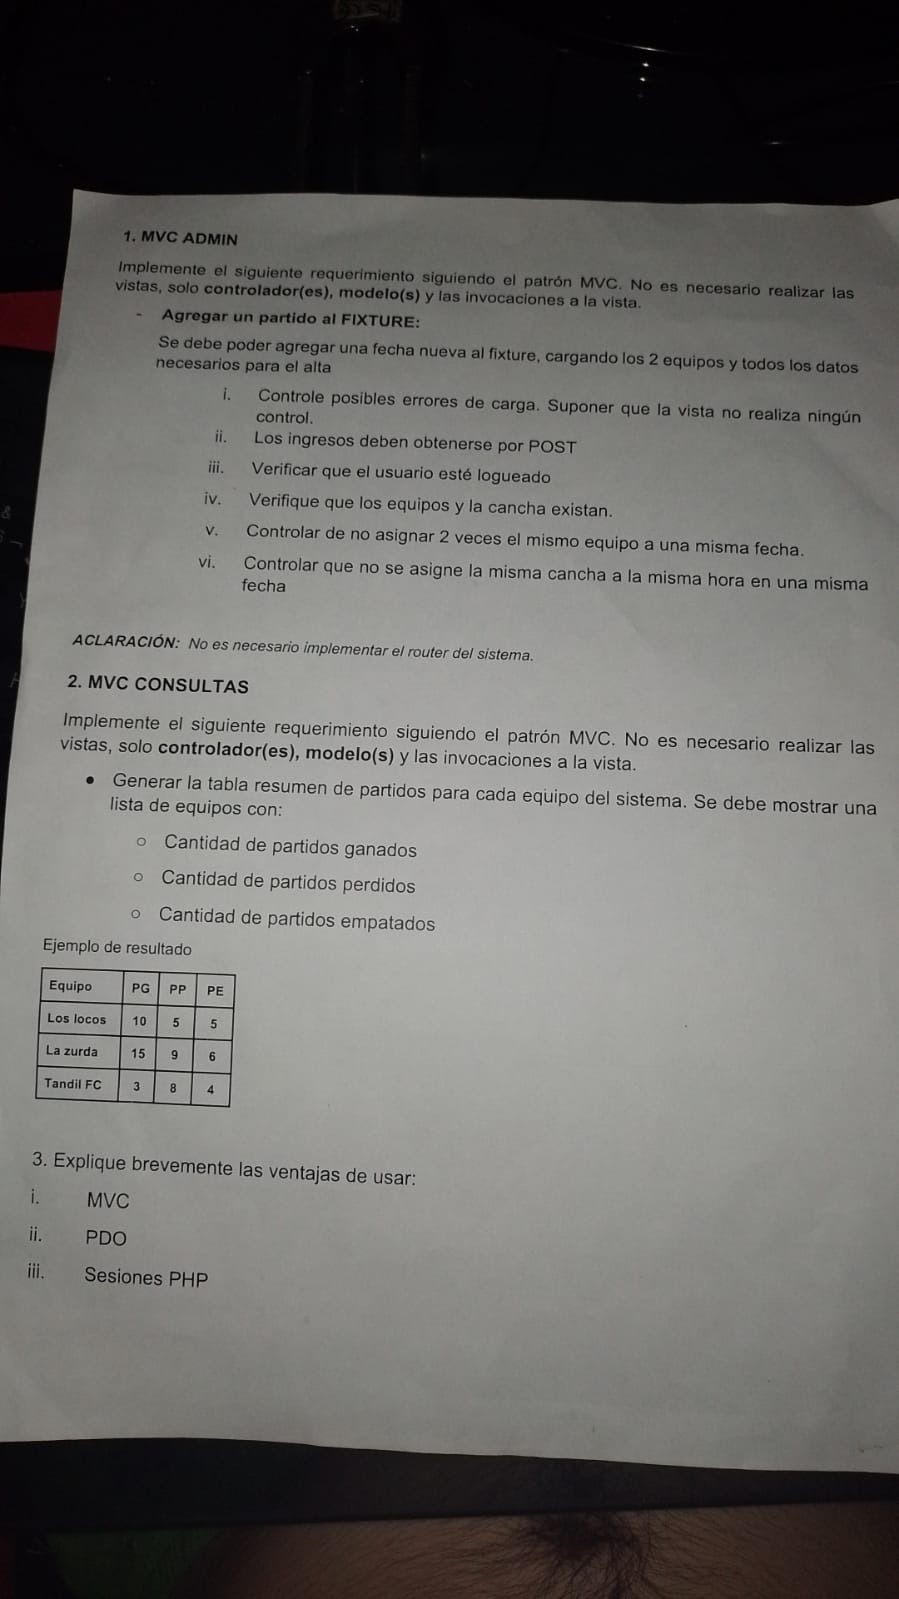 1. MVC ADMIN
Implemente el siguiente requerimiento siguiendo el patrón MVC. No es necesario realizar las
vistas, solo controlador(es), modelo(s) y las invocaciones a la vista.
- Agregar un partido al FIXTURE:
Se debe poder agregar una fecha nueva al fixture, cargando los 2 equipos y todos los datos
necesarios para el alta
i. Controle posibles errores de carga. Suponer que la vista no realiza ningún
control.
ii. Los ingresos deben obtenerse por POST
iii. Verificar que el usuario esté logueado
iv. Verifique que los equipos y la cancha existan.
v. Controlar de no asignar 2 veces el mismo equipo a una misma fecha.
vi. Controlar que no se asigne la misma cancha a la misma hora en una misma
fecha
ACLARACIÓN: No es necesario implementar el router del sistema.
2. MVC CONSULTAS
Implemente el siguiente requerimiento siguiendo el patrón MVC. No es necesario realizar las
vistas, solo controlador(es), modelo(s) y las invocaciones a la vista.
● Generar la tabla resumen de partidos para cada equipo del sistema. Se debe mostrar una
lista de equipos con:
○ Cantidad de partidos ganados
○ Cantidad de partidos perdidos
○ Cantidad de partidos empatados
Ejemplo de resultado
Equipo PG PP PE
Los locos 10 5 5
La zurda 15 9 6
Tandil FC 3 8 4
3. Explique brevemente las ventajas de usar:
i. MVC
ii. PDO
iii. Sesiones PHP